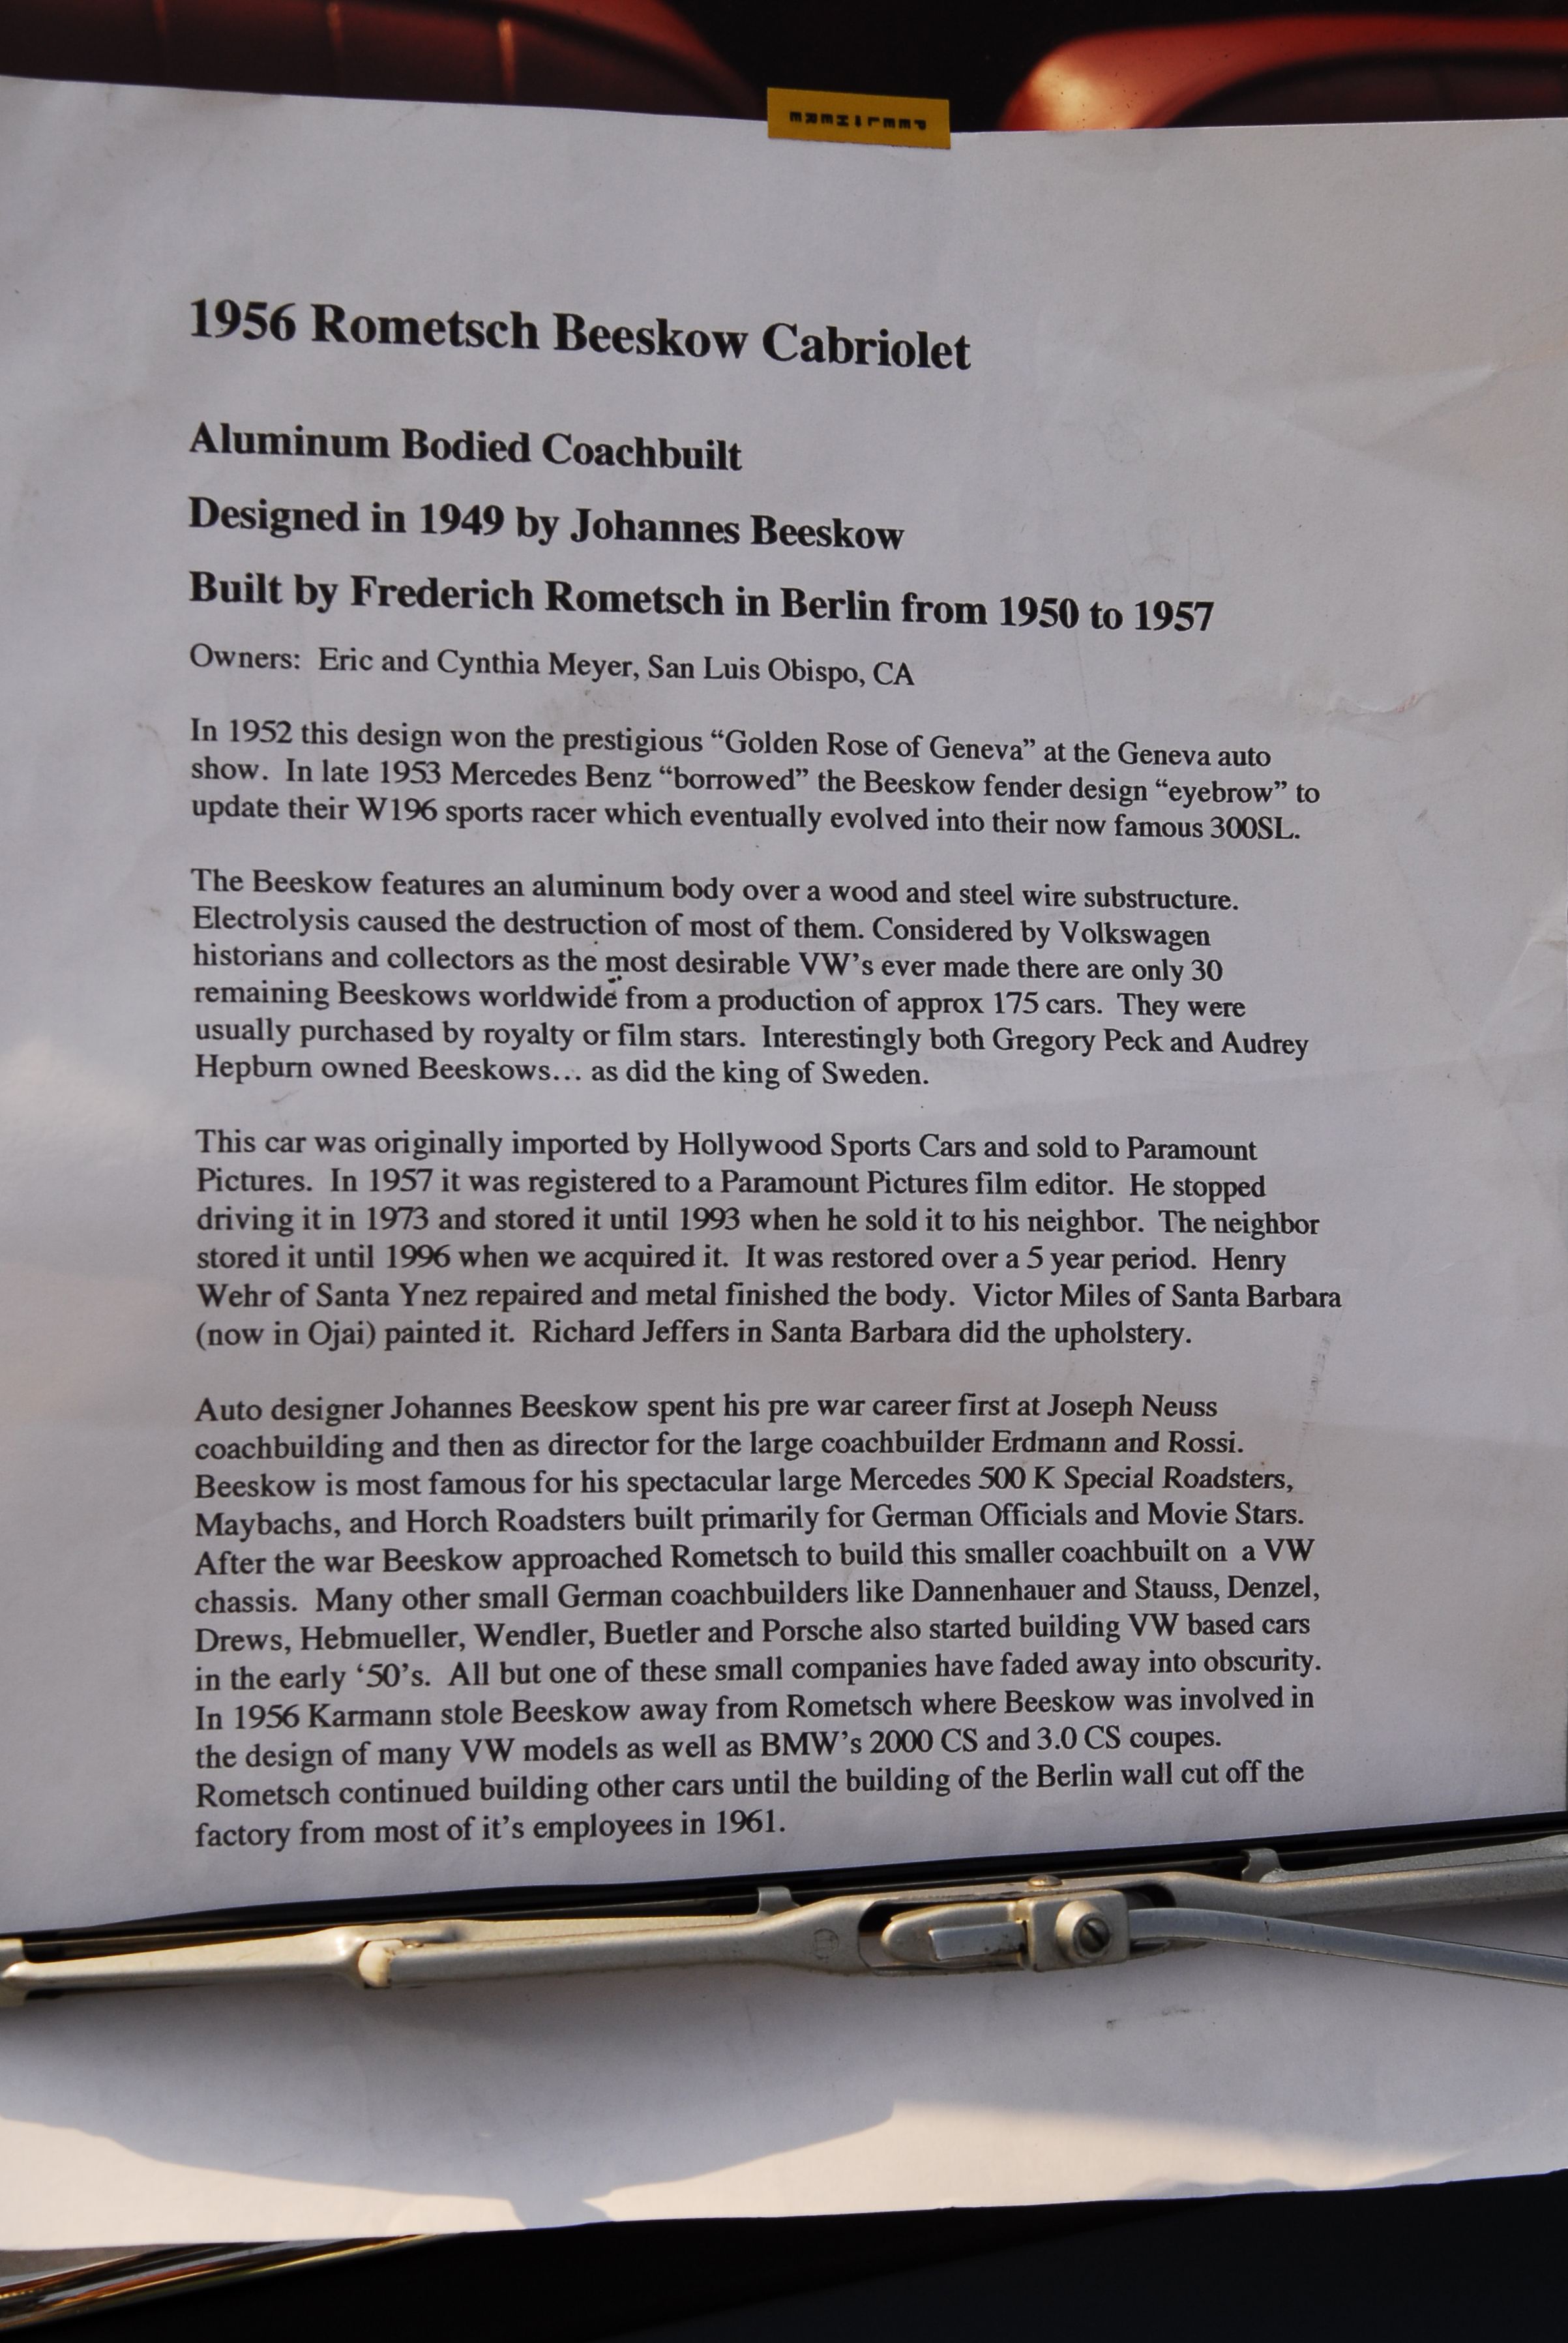 PEEL HERE
1956 Rometsch Beeskow Cabriolet
Aluminum Bodied Coachbuilt
Designed in 1949 by Johannes Beeskow
Built by Frederich Rometsch in Berlin from 1950 to 1957
Owners:  Eric and Cynthia Meyer, San Luis Obispo, CA
In 1952 this design won the prestigious “Golden Rose of Geneva” at the Geneva auto
show.  In late 1953 Mercedes Benz “borrowed” the Beeskow fender design “eyebrow” to
update their W196 sports racer which eventually evolved into their now famous 300SL.
The Beeskow features an aluminum body over a wood and steel wire substructure.
Electrolysis caused the destruction of most of them. Considered by Volkswagen
historians and collectors as the most desirable VW’s ever made there are only 30
remaining Beeskows worldwide from a production of approx 175 cars.  They were
usually purchased by royalty or film stars.  Interestingly both Gregory Peck and Audrey
Hepburn owned Beeskows… as did the king of Sweden.
This car was originally imported by Hollywood Sports Cars and sold to Paramount
Pictures.  In 1957 it was registered to a Paramount Pictures film editor.  He stopped
driving it in 1973 and stored it until 1993 when he sold it to his neighbor.  The neighbor
stored it until 1996 when we acquired it.  It was restored over a 5 year period.  Henry
Wehr of Santa Ynez repaired and metal finished the body.  Victor Miles of Santa Barbara
(now in Ojai) painted it.  Richard Jeffers in Santa Barbara did the upholstery.
Auto designer Johannes Beeskow spent his pre war career first at Joseph Neuss
coachbuilding and then as director for the large coachbuilder Erdmann and Rossi.
Beeskow is most famous for his spectacular large Mercedes 500 K Special Roadsters,
Maybachs, and Horch Roadsters built primarily for German Officials and Movie Stars.
After the war Beeskow approached Rometsch to build this smaller coachbuilt on  a VW
chassis.  Many other small German coachbuilders like Dannenhauer and Stauss, Denzel,
Drews, Hebmueller, Wendler, Buetler and Porsche also started building VW based cars
in the early ‘50’s.  All but one of these small companies have faded away into obscurity.
In 1956 Karmann stole Beeskow away from Rometsch where Beeskow was involved in
the design of many VW models as well as BMW’s 2000 CS and 3.0 CS coupes.
Rometsch continued building other cars until the building of the Berlin wall cut off the
factory from most of it’s employees in 1961.